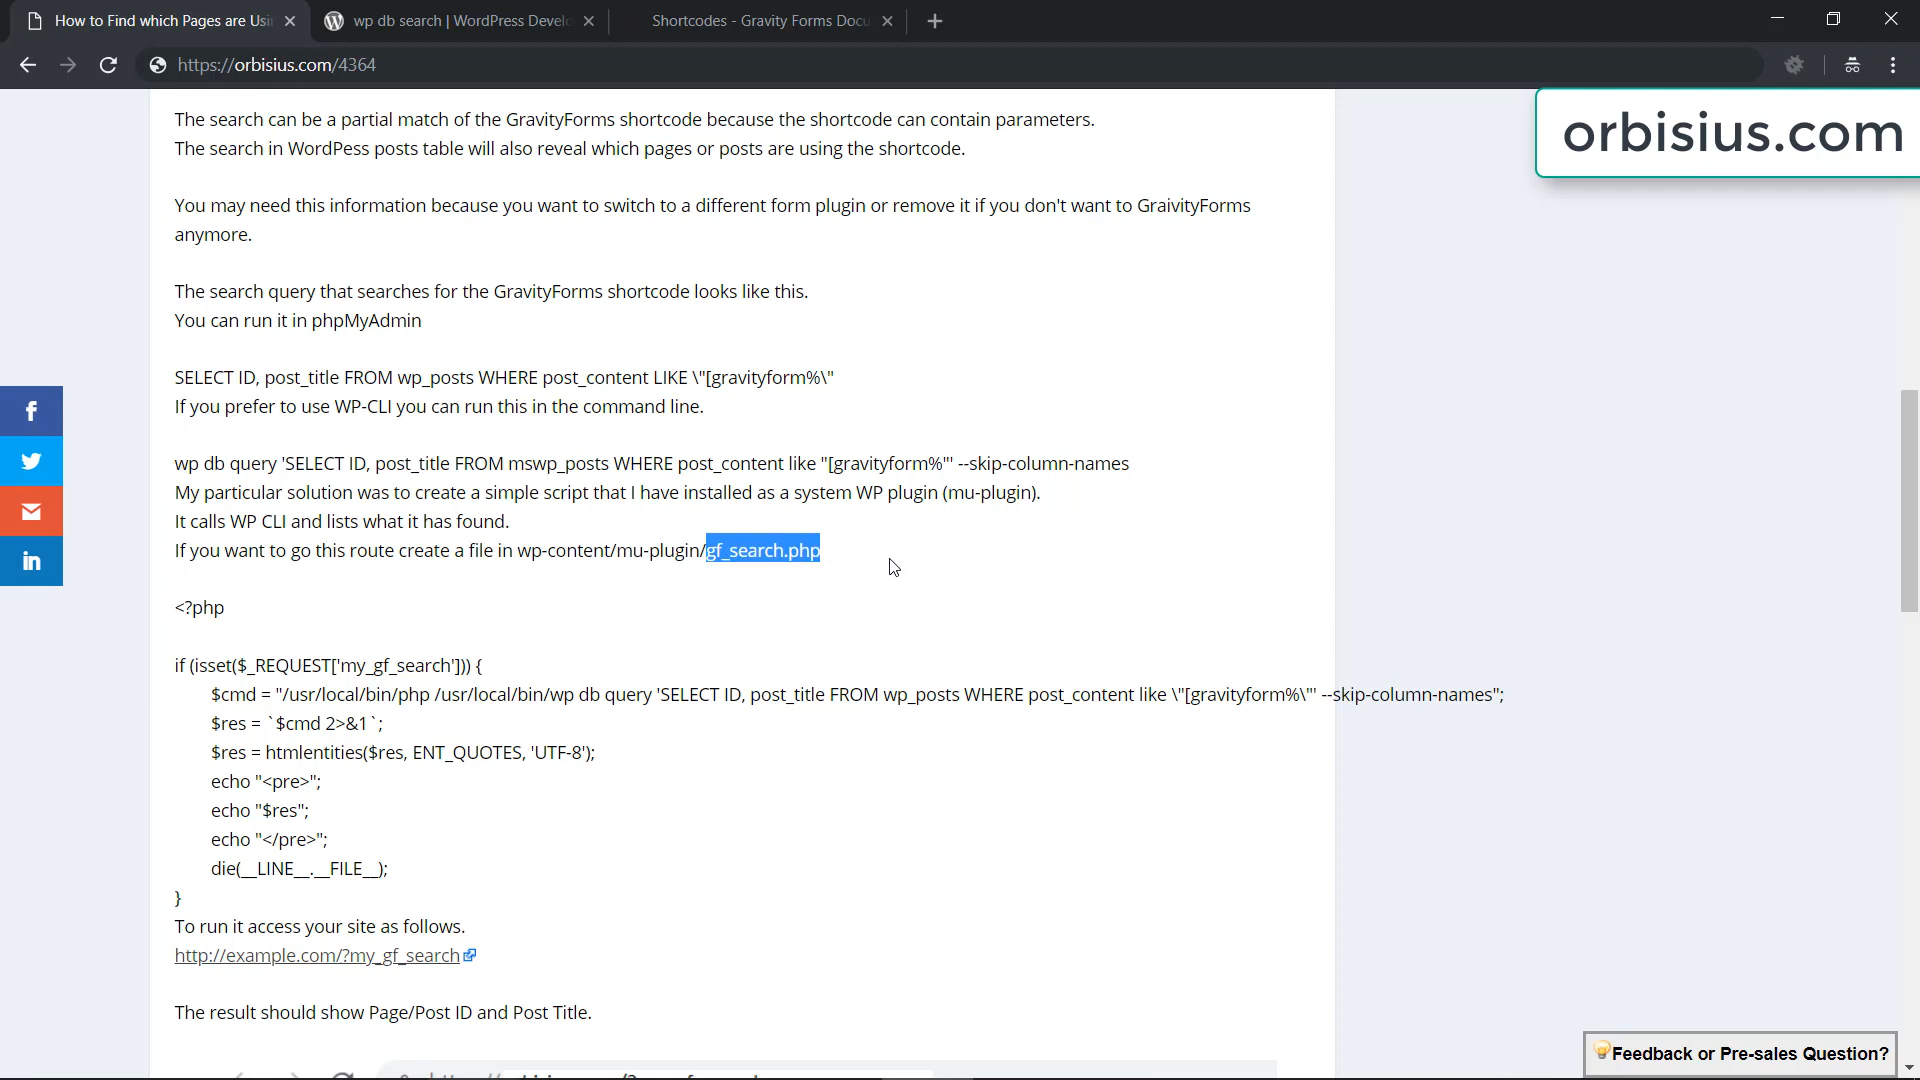 How to Find which Pages are Usi
wp db search | WordPress Develo
Shortcodes - Gravity Forms Docu
https://orbisius.com/4364
orbisius.com
The search can be a partial match of the GravityForms shortcode because the shortcode can contain parameters.
The search in WordPess posts table will also reveal which pages or posts are using the shortcode.
You may need this information because you want to switch to a different form plugin or remove it if you don't want to GraivityForms
anymore.
The search query that searches for the GravityForms shortcode looks like this.
You can run it in phpMyAdmin
SELECT ID, post_title FROM wp_posts WHERE post_content LIKE \"[gravityform%\"
If you prefer to use WP-CLI you can run this in the command line.
wp db query 'SELECT ID, post_title FROM mswp_posts WHERE post_content like "[gravityform%"' --skip-column-names
My particular solution was to create a simple script that I have installed as a system WP plugin (mu-plugin).
It calls WP CLI and lists what it has found.
If you want to go this route create a file in wp-content/mu-plugin/gf_search.php
<?php
if (isset($_REQUEST['my_gf_search'])) {
$cmd = "/usr/local/bin/php /usr/local/bin/wp db query 'SELECT ID, post_title FROM wp_posts WHERE post_content like \"[gravityform%\"' --skip-column-names";
$res = `$cmd 2>&1`;
$res = htmlentities($res, ENT_QUOTES, 'UTF-8');
echo "<pre>";
echo "$res";
echo "</pre>";
die(__LINE__.__FILE__);
}
To run it access your site as follows.
http://example.com/?my_gf_search
The result should show Page/Post ID and Post Title.
Feedback or Pre-sales Question?